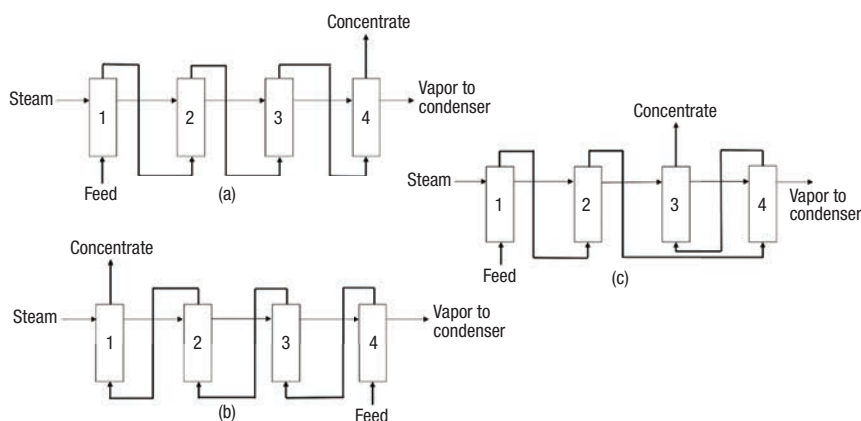 Concentrate
Steam
1
2
3
4
Vapor to
condenser
Feed
(a)
Concentrate
Steam
1
2
3
4
Vapor to
condenser
Feed
(b)
Concentrate
Steam
1
2
3
4
Vapor to
condenser
Feed
(c)